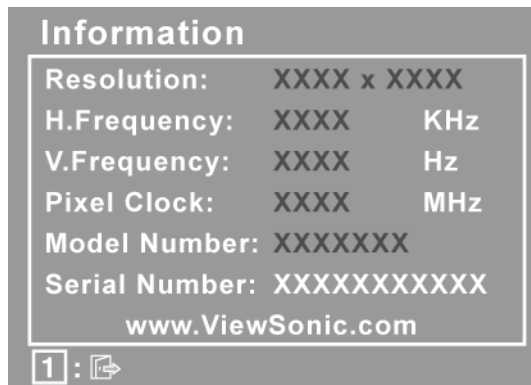 Information
Resolution: XXXX x XXXX
H.Frequency: XXXX KHz
V.Frequency: XXXX Hz
Pixel Clock: XXXX MHz
Model Number: XXXXXXX
Serial Number: XXXXXXXXXXX
www.ViewSonic.com
1 :